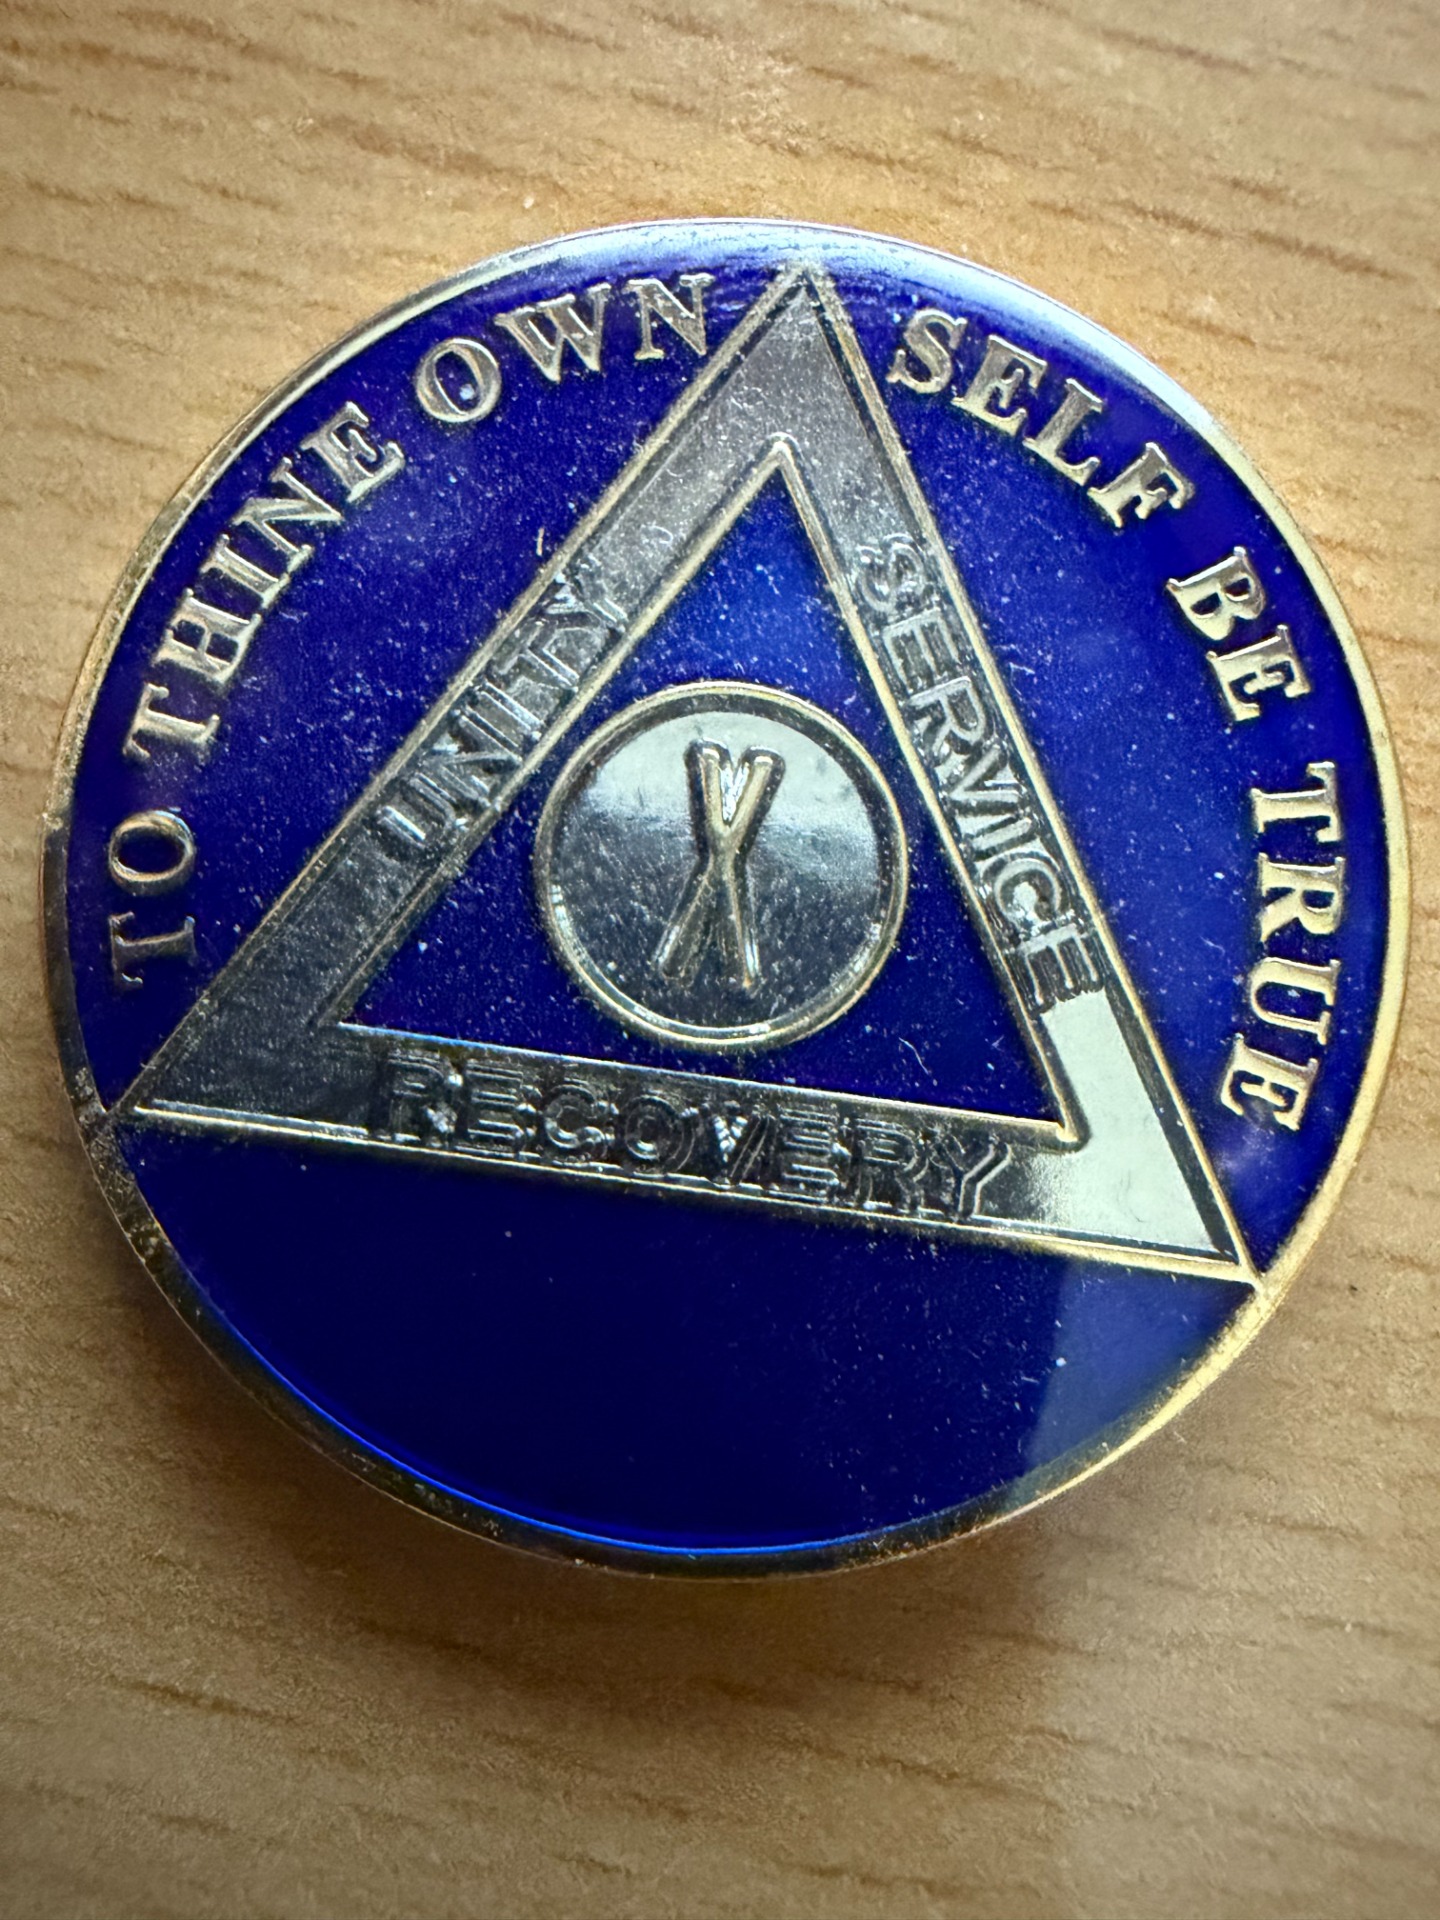 TO THINE OWN SELF BE TRUE
UNITY
SERVICE
RECOVERY
X